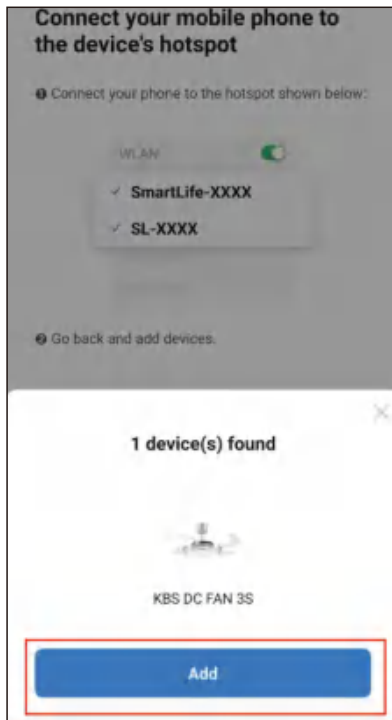 Connect your mobile phone to
the device's hotspot
❶ Connect your phone to the hotspot shown below:
WLAN
✓ SmartLife-XXXX
✓ SL-XXXX
❷ Go back and add devices.
1 device(s) found
KBS DC FAN 3S
Add